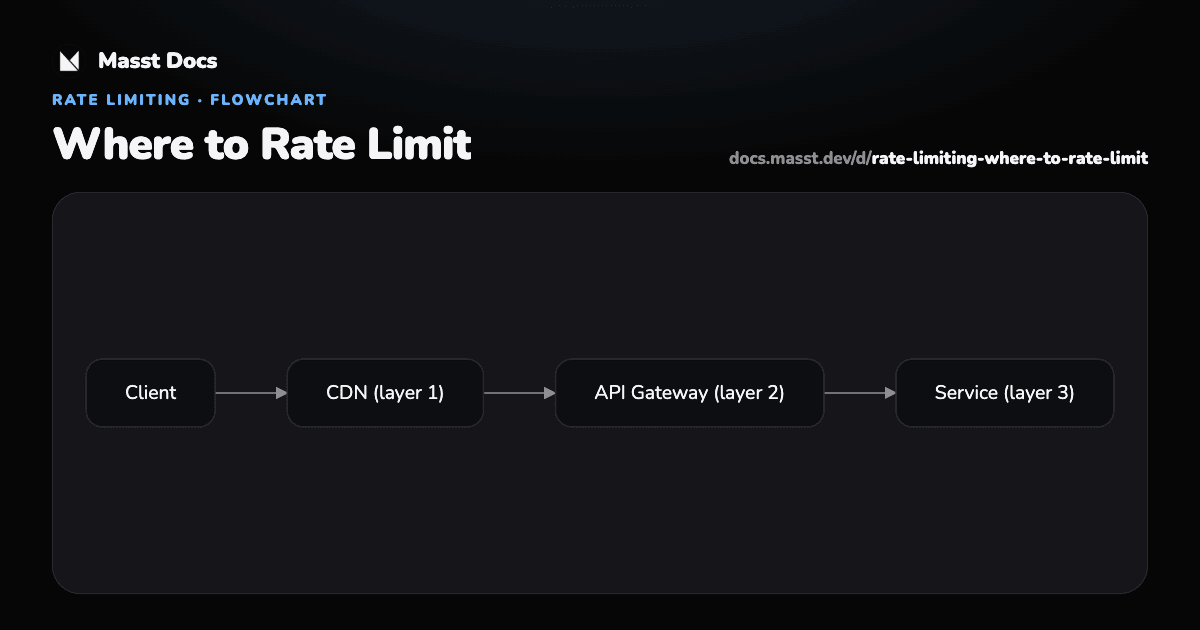 Masst Docs
RATE LIMITING · FLOWCHART
Where to Rate Limit
docs.masst.dev/d/rate-limiting-where-to-rate-limit
Client
CDN (layer 1)
API Gateway (layer 2)
Service (layer 3)